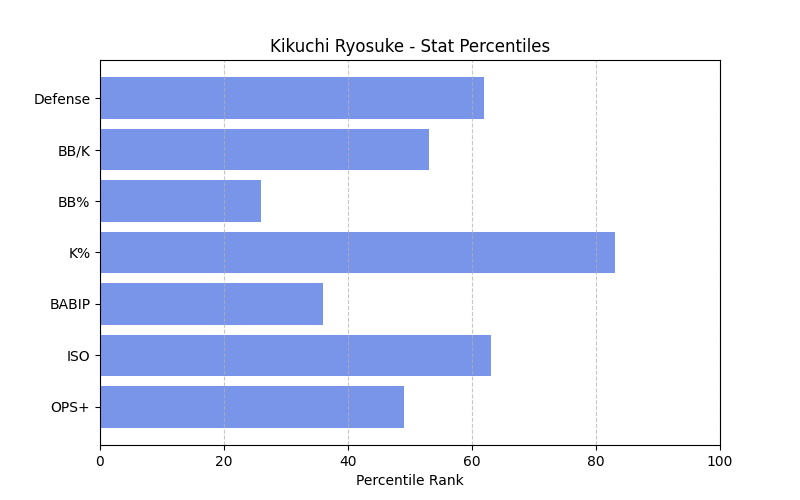 Kikuchi Ryosuke - Stat Percentiles
Defense
BB/K
BB%
K%
BABIP
ISO
OPS+
0 20 40 60 80 100
Percentile Rank